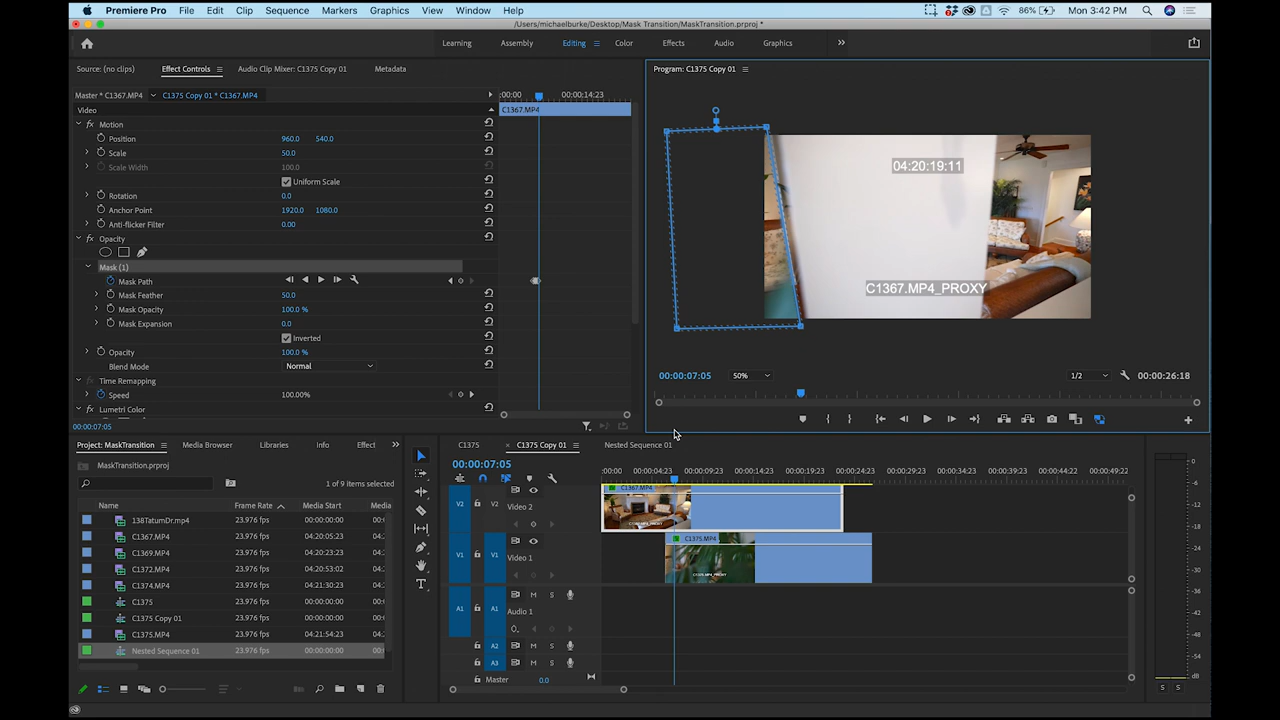 Premiere Pro File Edit Clip Sequence Markers Graphics View Window Help 86% Mon 3:42 PM
/Users/michaelburke/Desktop/Mask Transition/MaskTransition.prproj *
Learning Assembly Editing Color Effects Audio Graphics
Source: (no clips) Effect Controls Audio Clip Mixer: C1375 Copy 01 Metadata
Program: C1375 Copy 01
Master * C1367.MP4 C1375 Copy 01 * C1367.MP4
:00:00 00:00:14:23
Video
C1367.MP4
fx Motion
Position 960.0 540.0
Scale 50.0
Scale Width 100.0
Uniform Scale
Rotation 0.0
Anchor Point 1920.0 1080.0
Anti-flicker Filter 0.00
fx Opacity
Mask (1)
Mask Path
Mask Feather 50.0
Mask Opacity 100.0 %
Mask Expansion 0.0
Inverted
Opacity 100.0 %
Blend Mode Normal
Time Remapping
Speed 100.00%
fx Lumetri Color
00:00:07:05
04:20:19:11
C1367.MP4_PROXY
00:00:07:05 50% 1/2 00:00:26:18
Project: MaskTransition Media Browser Libraries Info Effect
MaskTransition.prproj
1 of 9 items selected
Name Frame Rate Media Start Media
138TatumDr.mp4 23.976 fps 00:00:00:00 00:
C1367.MP4 23.976 fps 04:20:05:23 04:
C1369.MP4 23.976 fps 04:20:33:02 04:
C1372.MP4 23.976 fps 04:20:53:02 04:
C1374.MP4 23.976 fps 04:21:30:23 04:
C1375 23.976 fps 00:00:00:00 00:
C1375 Copy 01 23.976 fps 00:00:00:00 00:
C1375.MP4 23.976 fps 04:21:54:23 04:
Nested Sequence 01 23.976 fps 00:00:00:00 00:
C1375 C1375 Copy 01 Nested Sequence 01
00:00:07:05
:00:00 00:00:04:23 00:00:09:23 00:00:14:23 00:00:19:23 00:00:24:23 00:00:29:23 00:00:34:23 00:00:39:23 00:00:44:22 00:00:49:22
V2 V2 Video 2
C1367.MP4
V1 V1 Video 1
C1375.MP4
C1375.MP4_PROXY
A1 M S
Audio 1
A2 M S
A3 M S
Master 0.0
0
-6
-12
-18
-24
-30
-36
-42
-48
-54
dB
S S